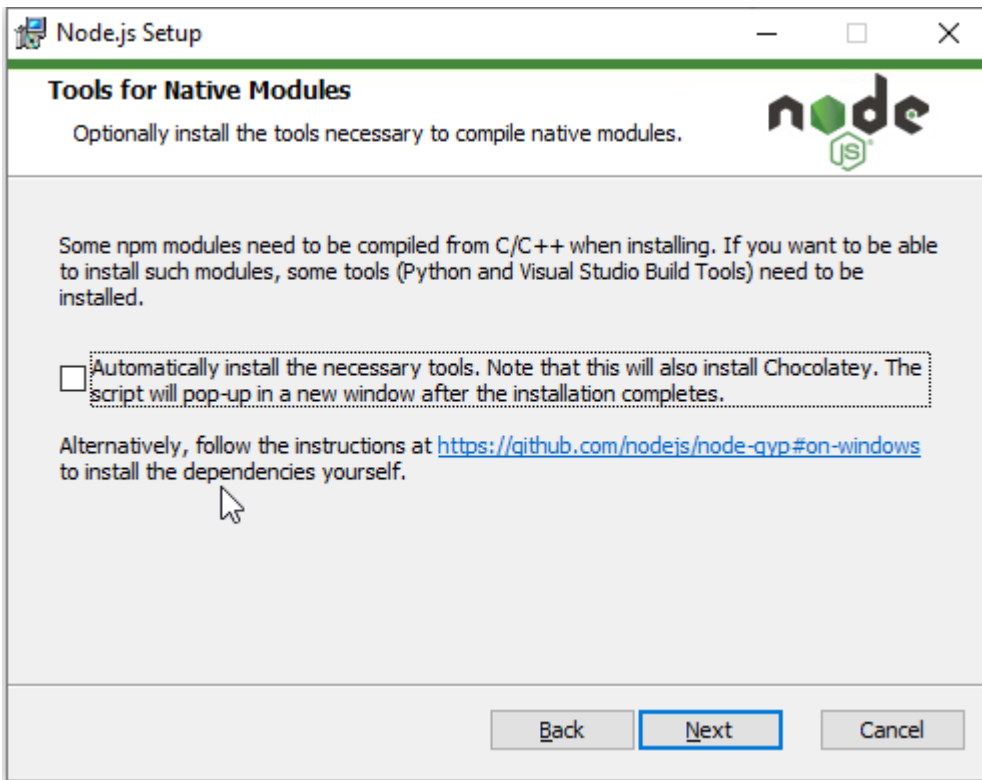 Node.js Setup
Tools for Native Modules
Optionally install the tools necessary to compile native modules.
node
JS
Some npm modules need to be compiled from C/C++ when installing. If you want to be able
to install such modules, some tools (Python and Visual Studio Build Tools) need to be
installed.
Automatically install the necessary tools. Note that this will also install Chocolatey. The
script will pop-up in a new window after the installation completes.
Alternatively, follow the instructions at https://github.com/nodejs/node-gyp#on-windows
to install the dependencies yourself.
Back
Next
Cancel